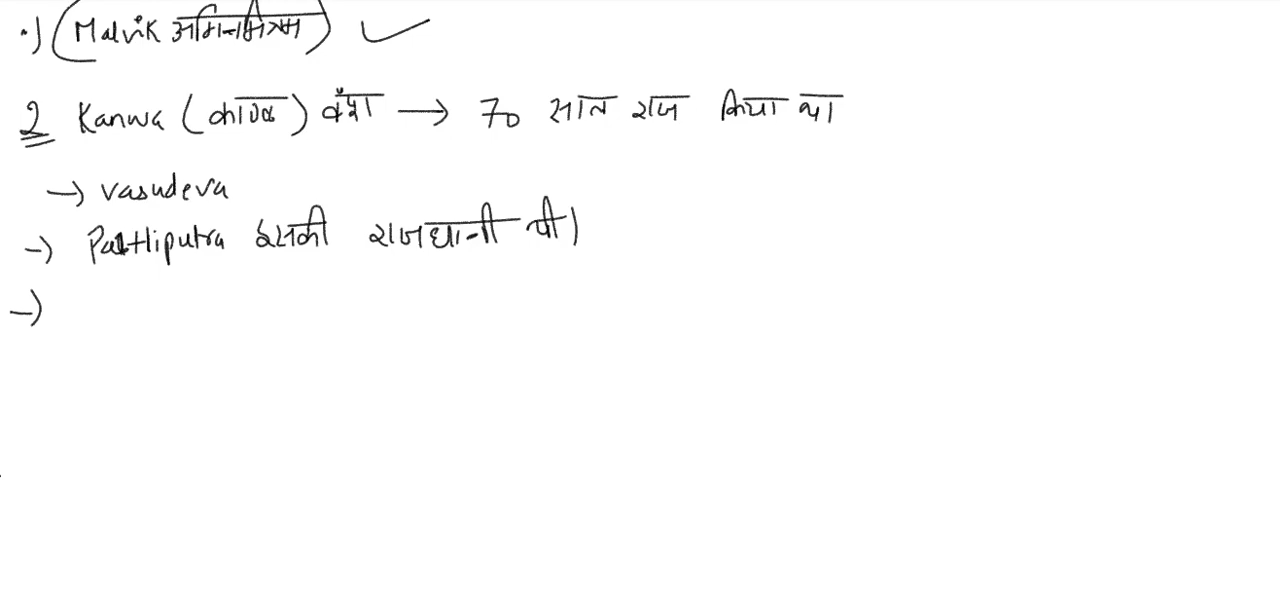 •) (Malvik अग्निमित्रम) ✓
2 Kanwa (काण्व) वंश → 70 साल राज किया था
→ vasudeva
→ Patliputra इसकी राजधानी थी।
→